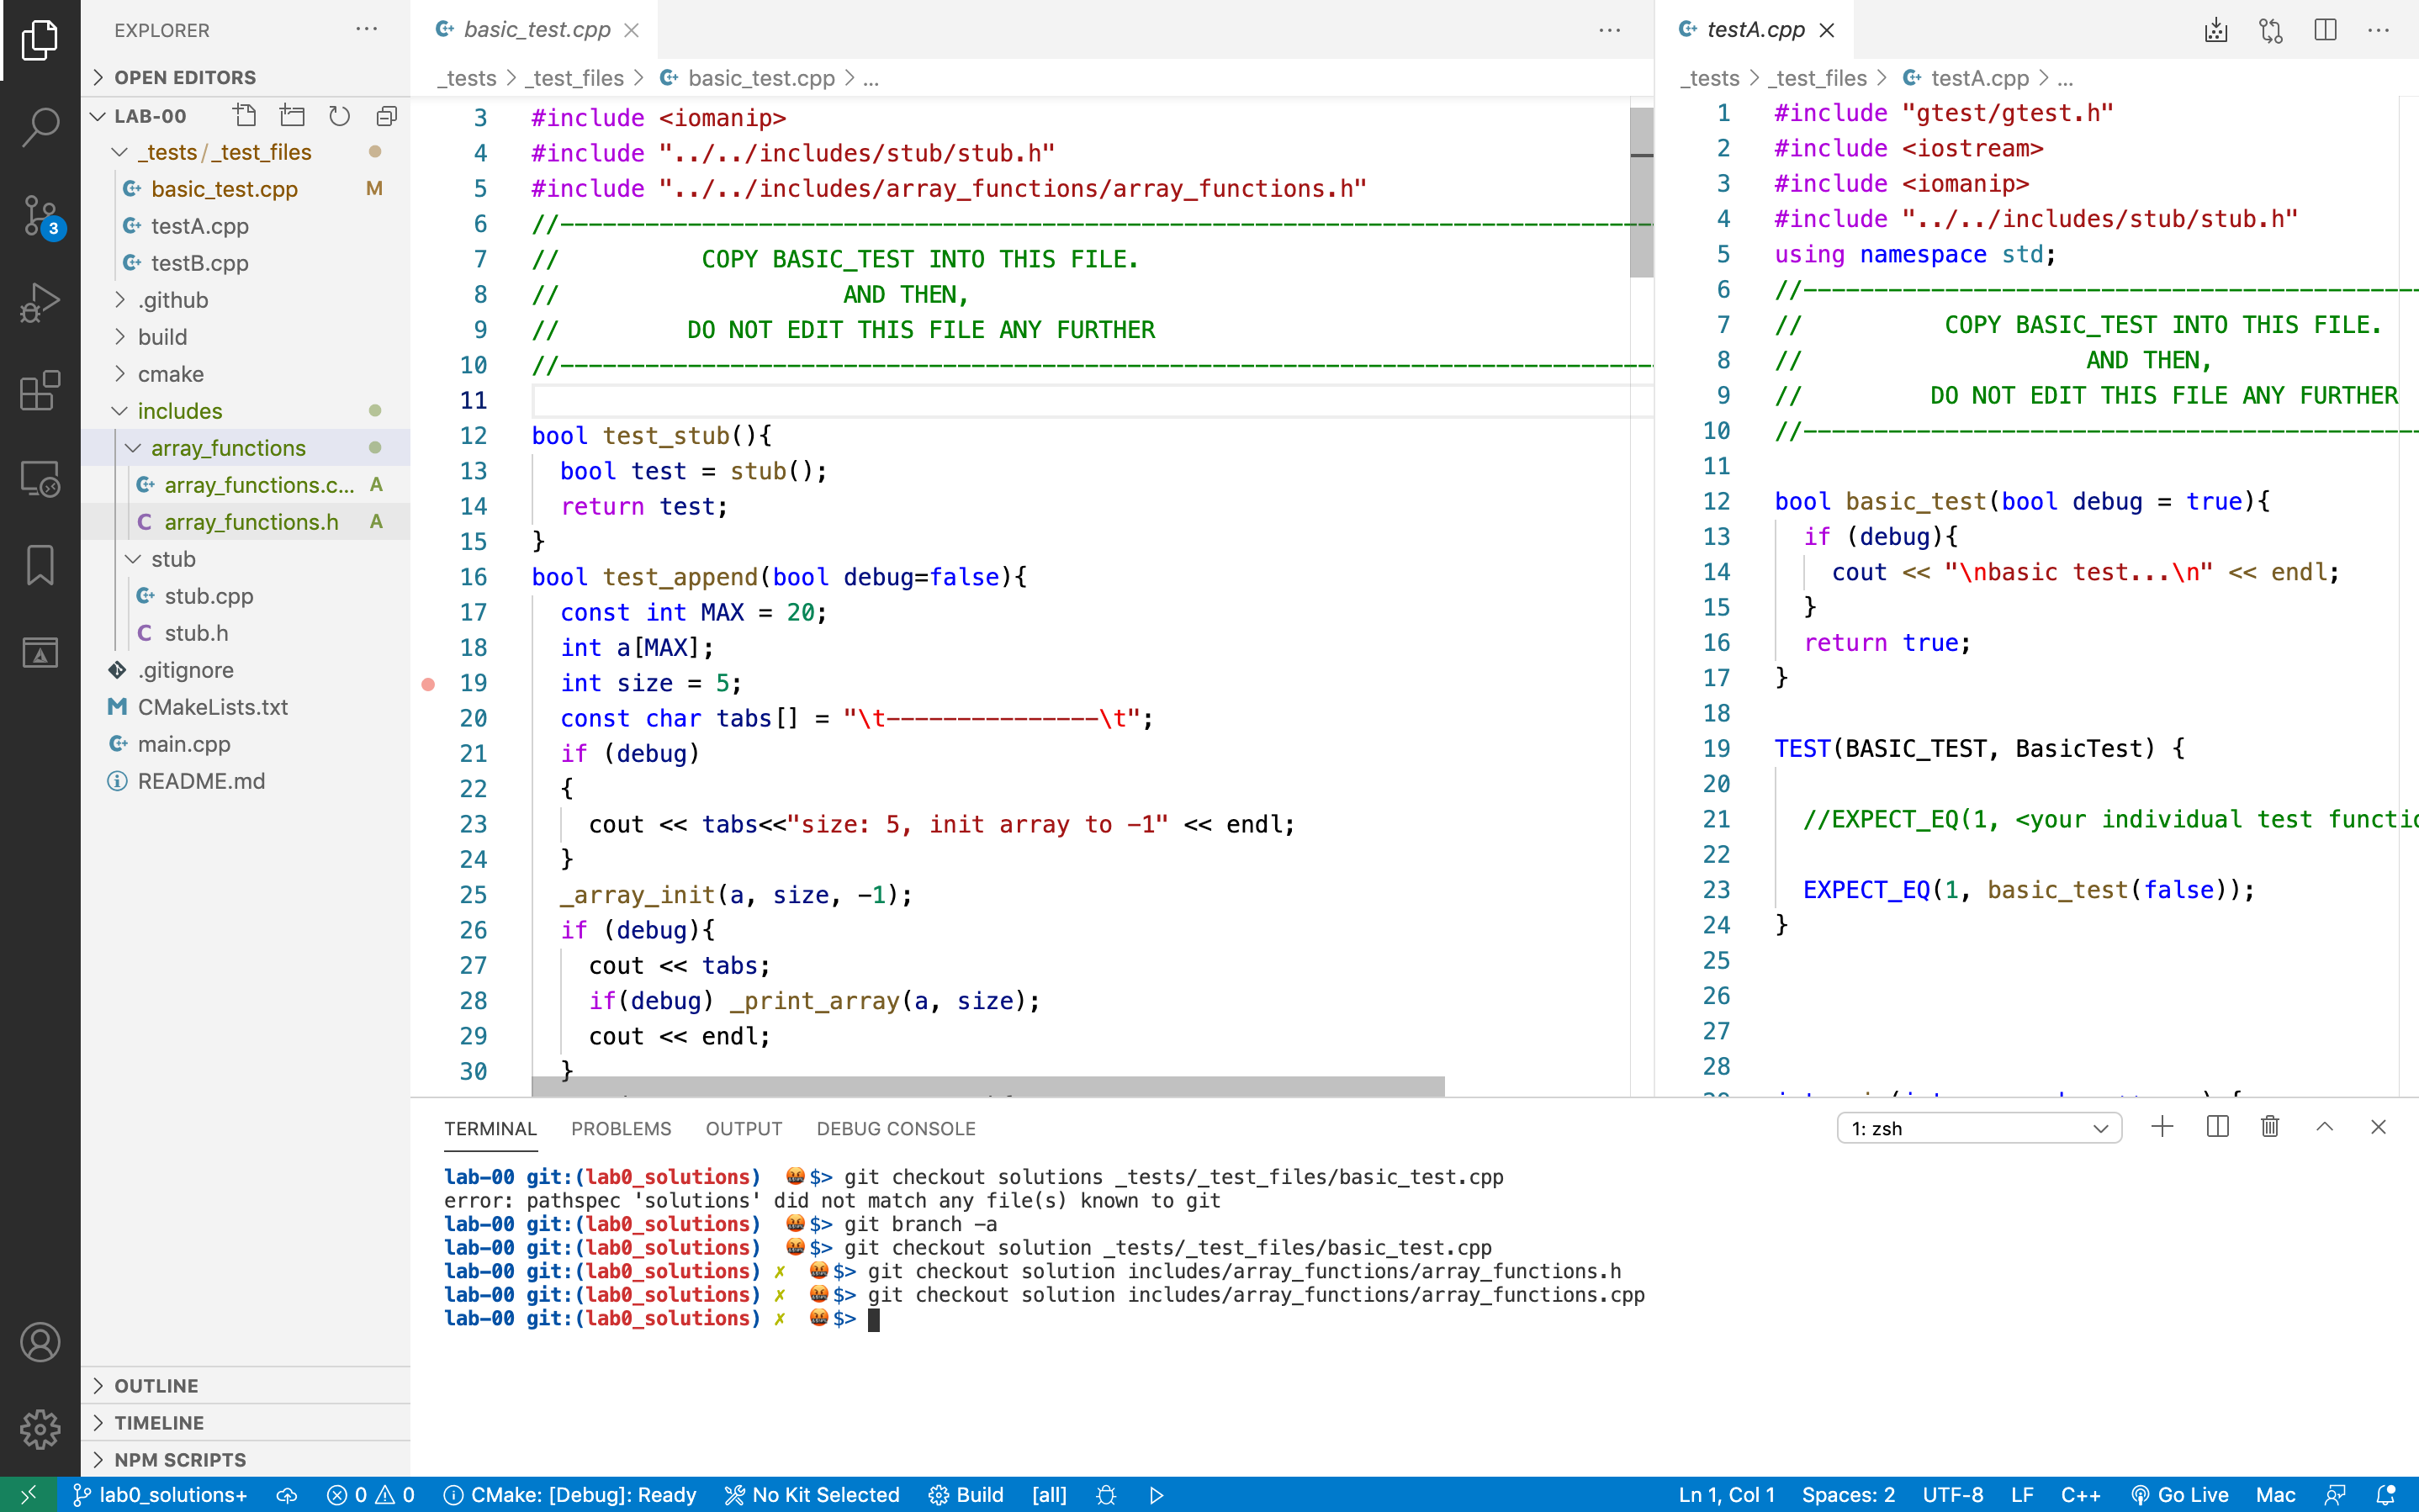 EXPLORER
OPEN EDITORS
LAB-00
_tests / _test_files
basic_test.cpp M
testA.cpp
testB.cpp
.github
build
cmake
includes
array_functions
array_functions.c... A
array_functions.h A
stub
stub.cpp
stub.h
.gitignore
CMakeLists.txt
main.cpp
README.md
OUTLINE
TIMELINE
NPM SCRIPTS
3
basic_test.cpp
_tests > _test_files > basic_test.cpp > ...
3 #include <iomanip>
4 #include "../../includes/stub/stub.h"
5 #include "../../includes/array_functions/array_functions.h"
6 //------------------------------------------------------------------------------
7 // COPY BASIC_TEST INTO THIS FILE.
8 // AND THEN,
9 // DO NOT EDIT THIS FILE ANY FURTHER
10 //------------------------------------------------------------------------------
11
12 bool test_stub(){
13 bool test = stub();
14 return test;
15 }
16 bool test_append(bool debug=false){
17 const int MAX = 20;
18 int a[MAX];
19 int size = 5;
20 const char tabs[] = "\t---------------\t";
21 if (debug)
22 {
23 cout << tabs<<"size: 5, init array to -1" << endl;
24 }
25 _array_init(a, size, -1);
26 if (debug){
27 cout << tabs;
28 if(debug) _print_array(a, size);
29 cout << endl;
30 }
testA.cpp
_tests > _test_files > testA.cpp > ...
1 #include "gtest/gtest.h"
2 #include <iostream>
3 #include <iomanip>
4 #include "../../includes/stub/stub.h"
5 using namespace std;
6 //--------------------------------------------
7 // COPY BASIC_TEST INTO THIS FILE.
8 // AND THEN,
9 // DO NOT EDIT THIS FILE ANY FURTHER
10 //--------------------------------------------
11
12 bool basic_test(bool debug = true){
13 if (debug){
14 cout << "\nbasic test...\n" << endl;
15 }
16 return true;
17 }
18
19 TEST(BASIC_TEST, BasicTest) {
20
21 //EXPECT_EQ(1, <your individual test functi
22
23 EXPECT_EQ(1, basic_test(false));
24 }
25
26
27
28
TERMINAL PROBLEMS OUTPUT DEBUG CONSOLE 1: zsh
lab-00 git:(lab0_solutions) 🤬$> git checkout solutions _tests/_test_files/basic_test.cpp
error: pathspec 'solutions' did not match any file(s) known to git
lab-00 git:(lab0_solutions) 🤬$> git branch -a
lab-00 git:(lab0_solutions) 🤬$> git checkout solution _tests/_test_files/basic_test.cpp
lab-00 git:(lab0_solutions) ✗ 🤬$> git checkout solution includes/array_functions/array_functions.h
lab-00 git:(lab0_solutions) ✗ 🤬$> git checkout solution includes/array_functions/array_functions.cpp
lab-00 git:(lab0_solutions) ✗ 🤬$>
lab0_solutions+ 0 0 CMake: [Debug]: Ready No Kit Selected Build [all] Ln 1, Col 1 Spaces: 2 UTF-8 LF C++ Go Live Mac